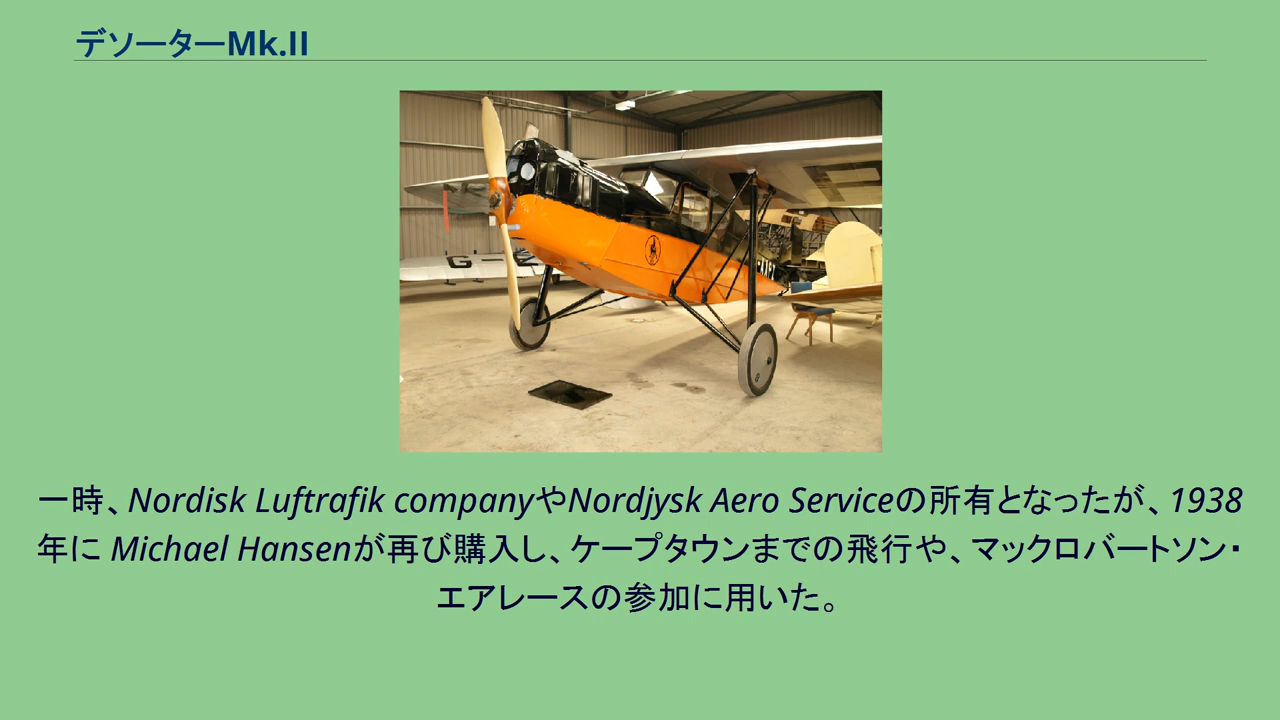 デソーターMk.II
一時、Nordisk Luftrafik companyやNordjysk Aero Serviceの所有となったが、1938
年に Michael Hansenが再び購入し、ケープタウンまでの飛行や、マックロバートソン・
エアレースの参加に用いた。